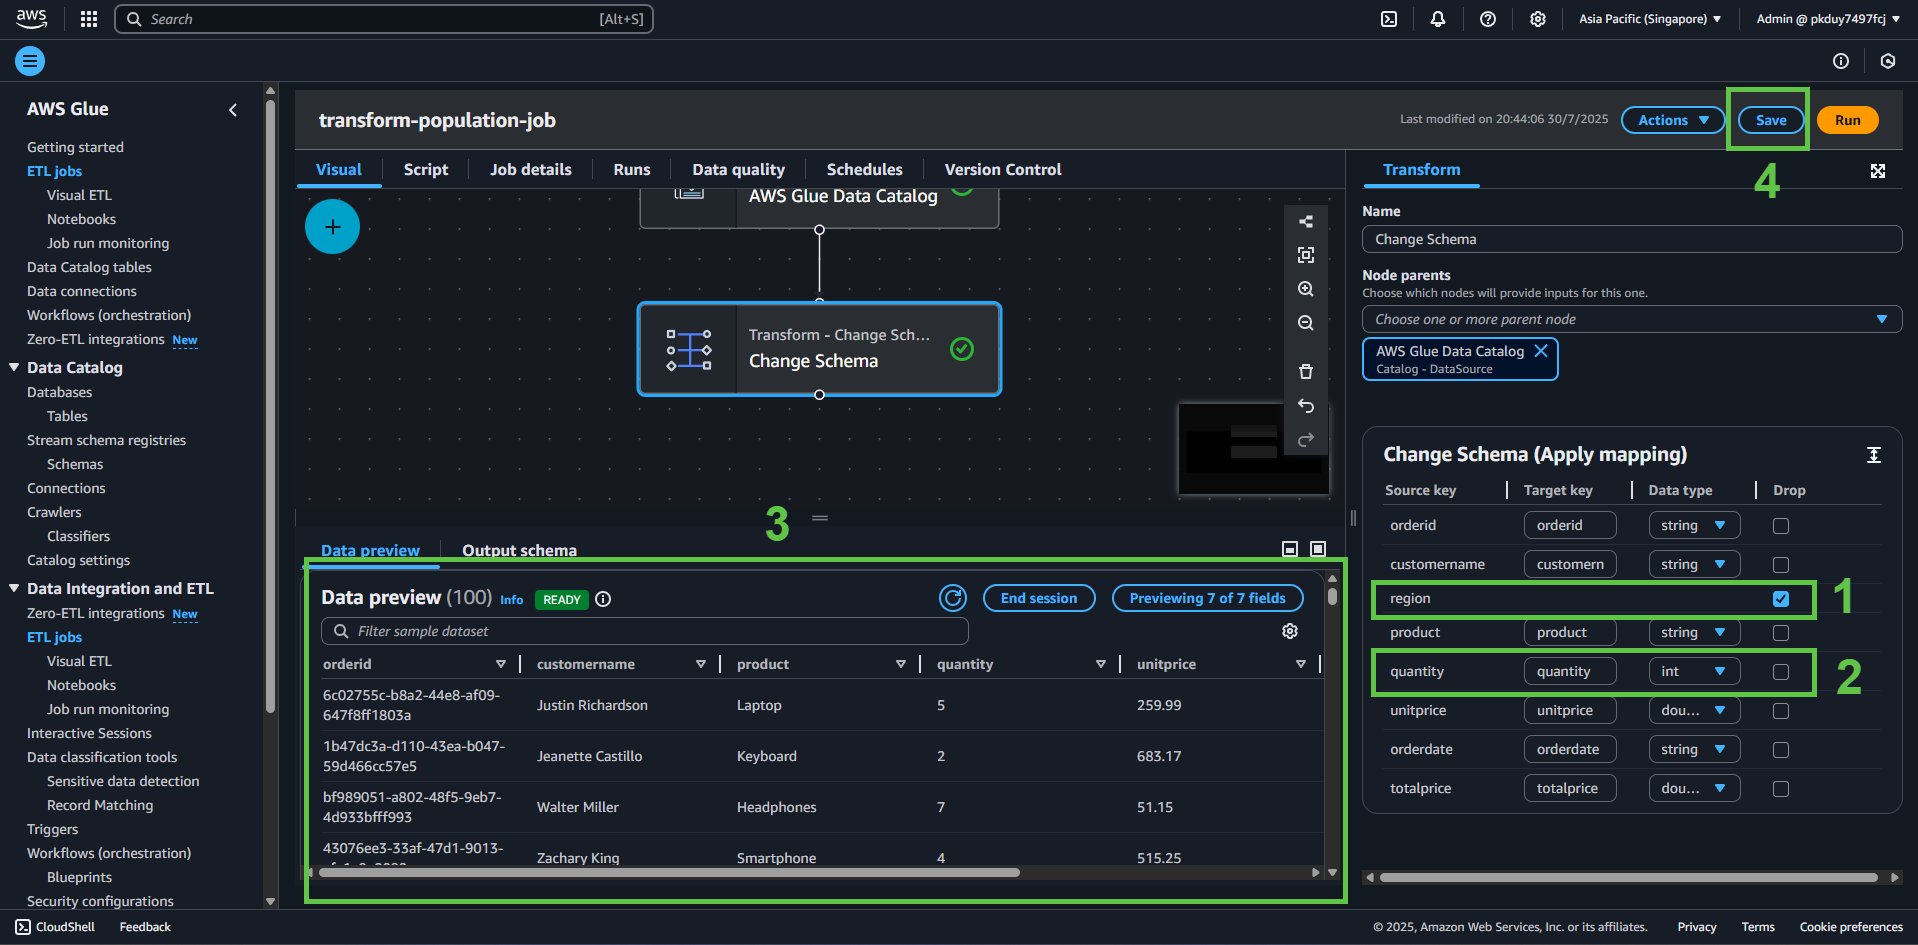 aws
Search [Alt+S]
Asia Pacific (Singapore)
Admin @ pkduy7497fcj
AWS Glue
Getting started
ETL jobs
Visual ETL
Notebooks
Job run monitoring
Data Catalog tables
Data connections
Workflows (orchestration)
Zero-ETL integrations New
Data Catalog
Databases
Tables
Stream schema registries
Schemas
Connections
Crawlers
Classifiers
Catalog settings
Data Integration and ETL
Zero-ETL integrations New
ETL jobs
Visual ETL
Notebooks
Job run monitoring
Interactive Sessions
Data classification tools
Sensitive data detection
Record Matching
Triggers
Workflows (orchestration)
Blueprints
Security configurations
transform-population-job
Last modified on 20:44:06 30/7/2025
Actions
Save
Run
4
Visual Script Job details Runs Data quality Schedules Version Control
AWS Glue Data Catalog
Transform - Change Sch...
Change Schema
3
Data preview Output schema
Data preview (100) Info READY
End session
Previewing 7 of 7 fields
Filter sample dataset
orderid customername product quantity unitprice
6c02755c-b8a2-44e8-af09-
647f8ff1803a Justin Richardson Laptop 5 259.99
1b47dc3a-d110-43ea-b047-
59d466cc57e5 Jeanette Castillo Keyboard 2 683.17
bf989051-a802-48f5-9eb7-
4d933bfff993 Walter Miller Headphones 7 51.15
43076ee3-33af-47d1-9013-
Zachary King Smartphone 4 515.25
Transform
Name
Change Schema
Node parents
Choose which nodes will provide inputs for this one.
Choose one or more parent node
AWS Glue Data Catalog
Catalog - DataSource
Change Schema (Apply mapping)
Source key Target key Data type Drop
orderid orderid string
customername customern string
region
1
product product string
quantity quantity int
2
unitprice unitprice dou...
orderdate orderdate string
totalprice totalprice dou...
CloudShell Feedback
© 2025, Amazon Web Services, Inc. or its affiliates. Privacy Terms Cookie preferences